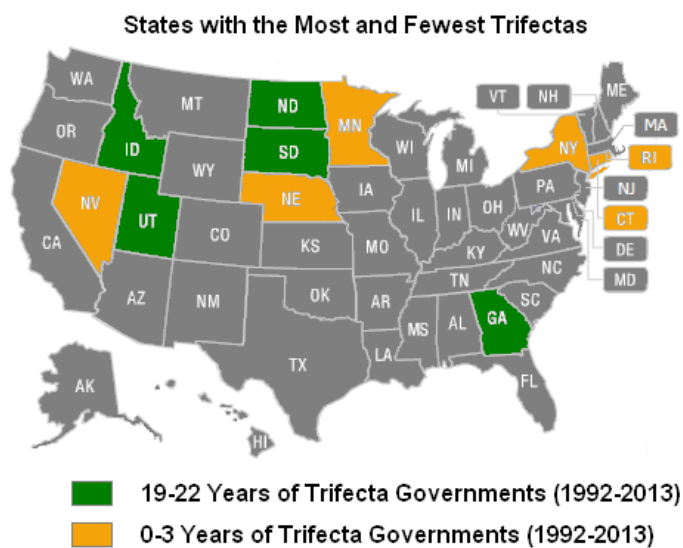 States with the Most and Fewest Trifectas
WA
MT
ND
MN
VT
NH
ME
OR
ID
SD
WI
NY
MA
WY
MI
RI
NV
NE
IA
PA
NJ
UT
CO
IL
IN
OH
CT
CA
KS
MO
WV
VA
DE
KY
MD
AZ
NM
OK
AR
TN
NC
SC
MS
AL
GA
TX
LA
FL
AK
HI
19-22 Years of Trifecta Governments (1992-2013)
0-3 Years of Trifecta Governments (1992-2013)